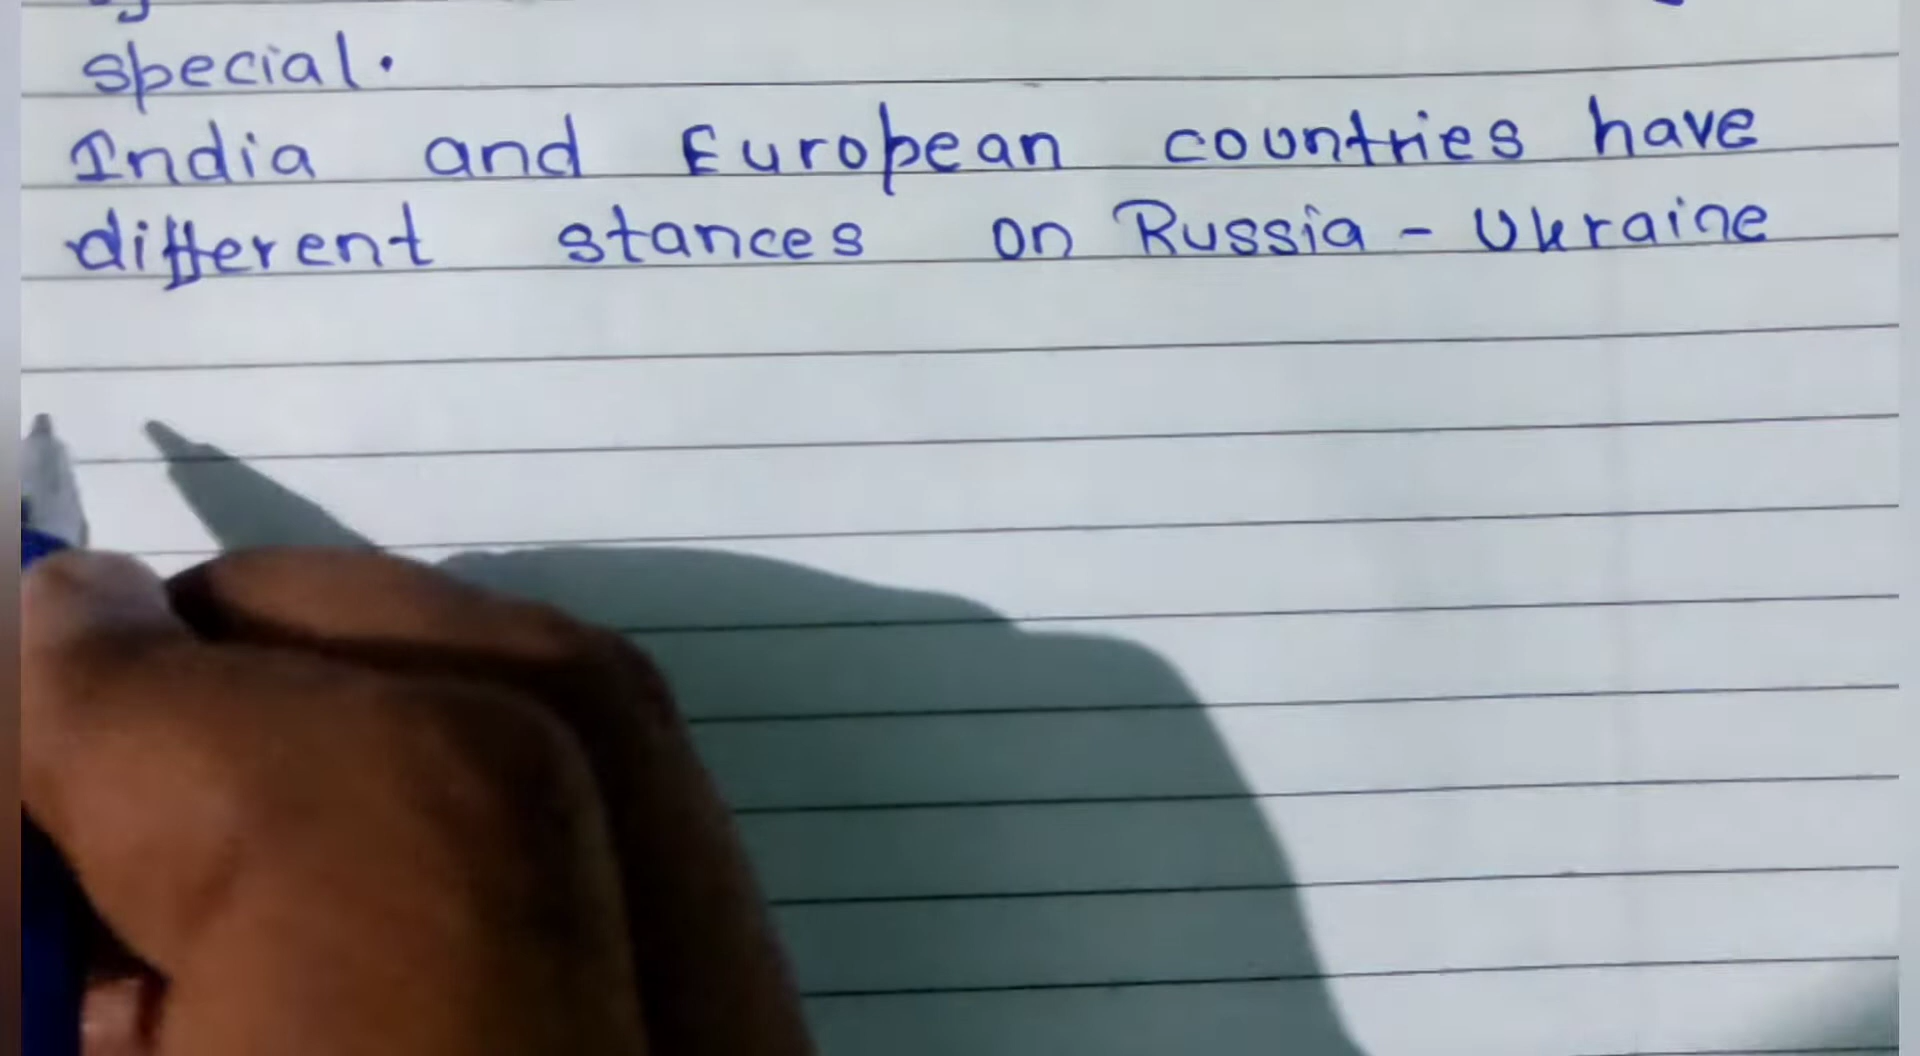 special.
India and European countries have
different stances on Russia - Ukraine